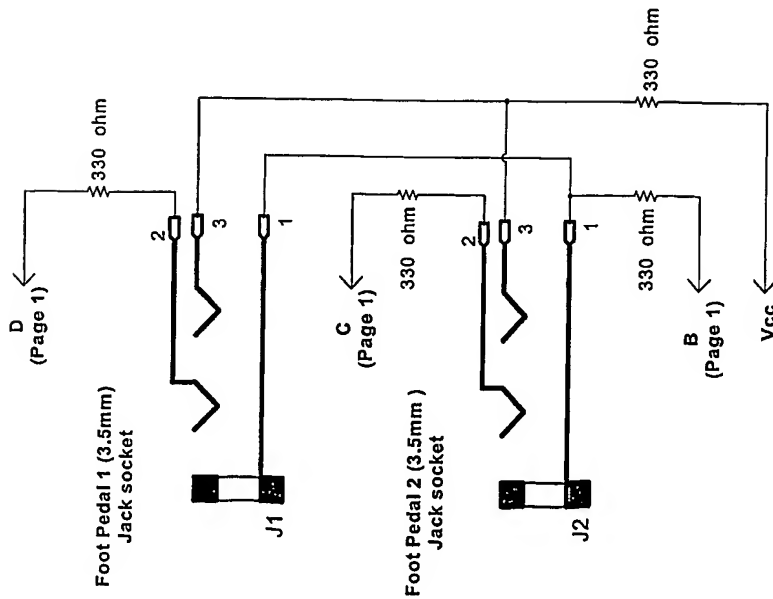 D
(Page 1)
330 ohm
Foot Pedal 1 (3.5mm)
Jack socket
2
3
1
J1
C
(Page 1)
330 ohm
Foot Pedal 2 (3.5mm)
Jack socket
2
3
1
J2
330 ohm
330 ohm
B
(Page 1)
Vcc